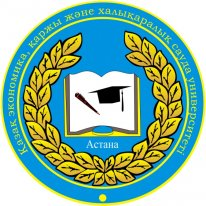 Қазақ экономика, қаржы және халықаралық сауда университеті
Астана